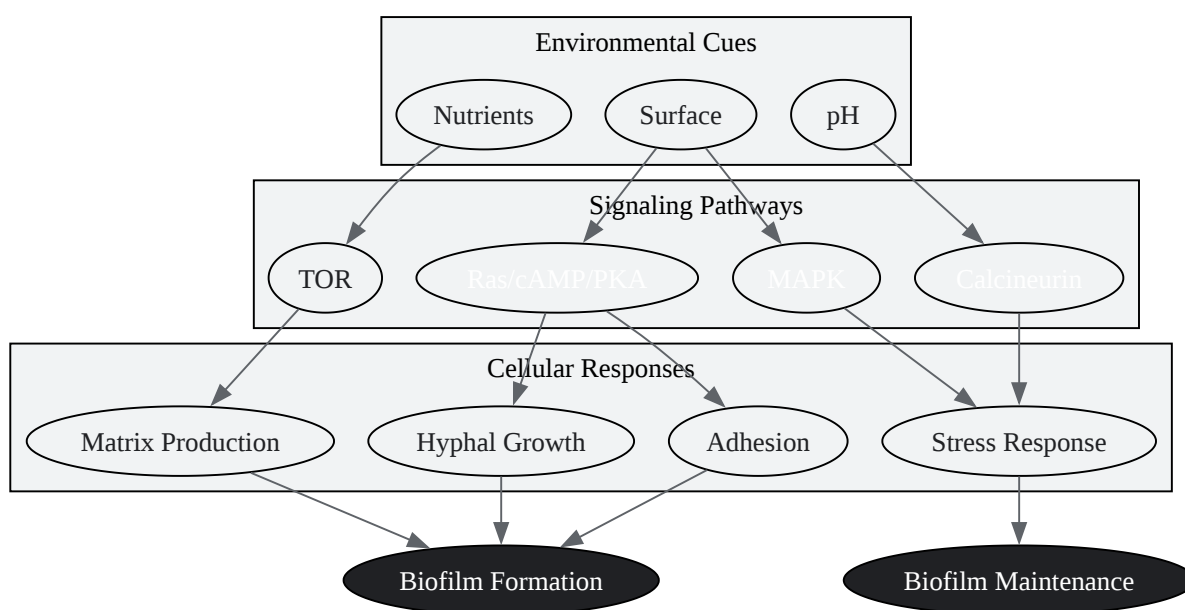 Environmental Cues
Nutrients
Surface
pH
Signaling Pathways
TOR
Ras/cAMP/PKA
MAPK
Calcineurin
Cellular Responses
Matrix Production
Hyphal Growth
Adhesion
Stress Response
Biofilm Formation
Biofilm Maintenance